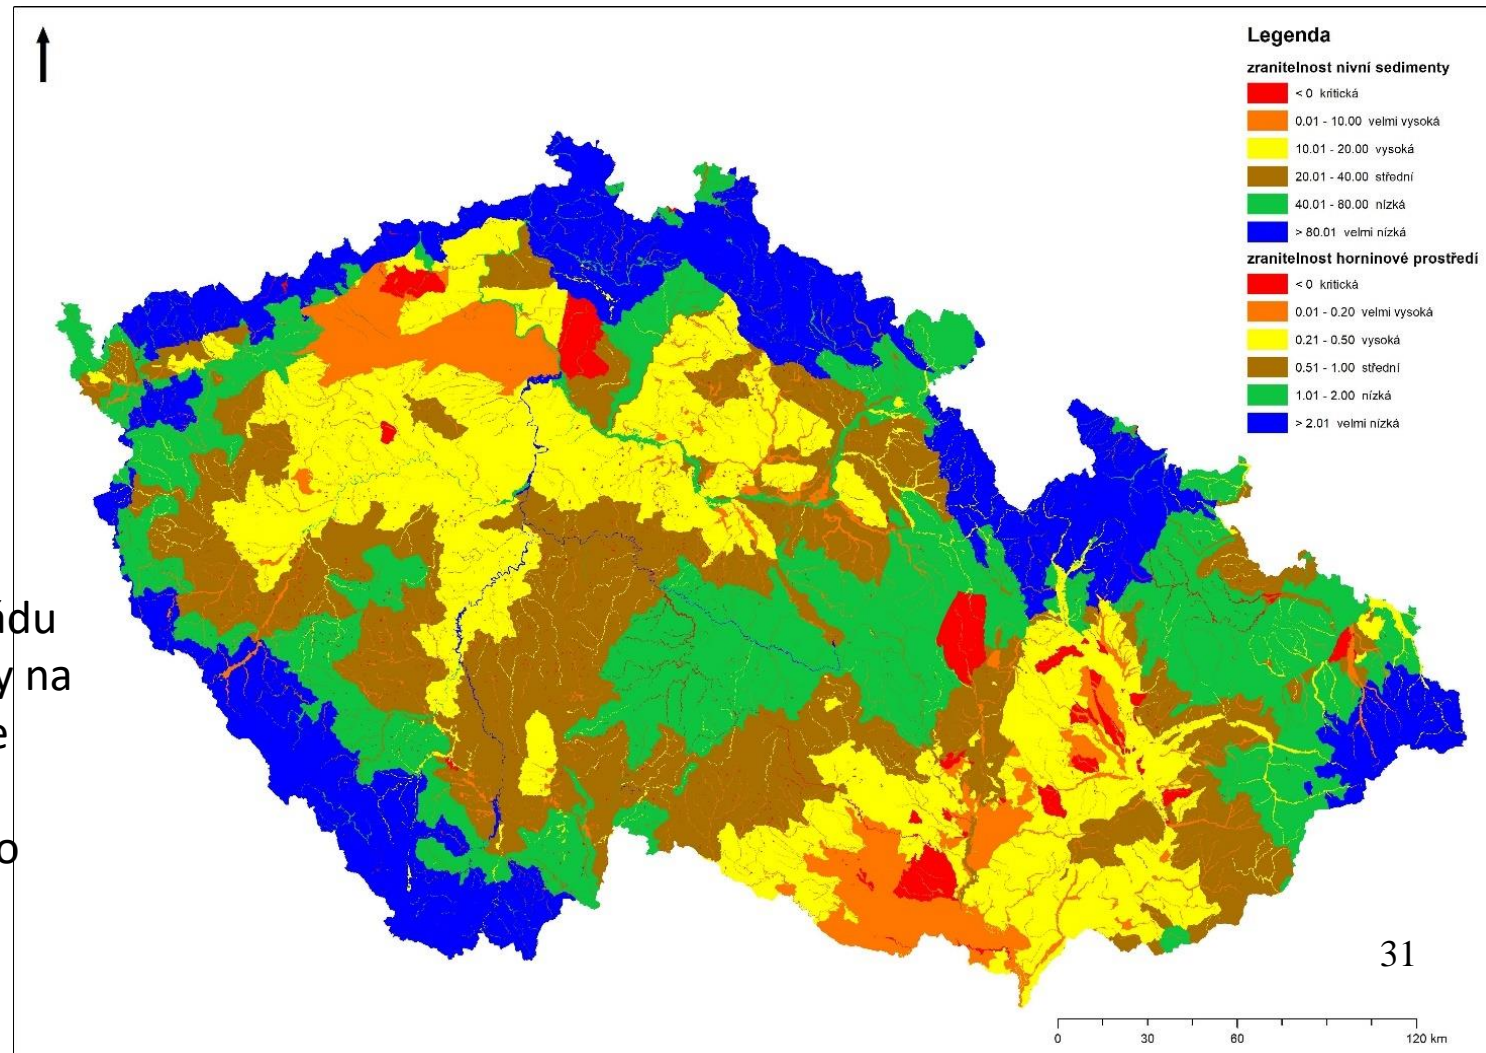 Legenda
zranitelnost nivní sedimenty
< 0 kritická
0.01 - 10.00 velmi vysoká
10.01 - 20.00 vysoká
20.01 - 40.00 střední
40.01 - 80.00 nízká
> 80.01 velmi nízká
zranitelnost horninové prostředí
< 0 kritická
0.01 - 0.20 velmi vysoká
0.21 - 0.50 vysoká
0.51 - 1.00 střední
1.01 - 2.00 nízká
> 2.01 velmi nízká
ádu
y na
e
o
31
0 30 60 120 km